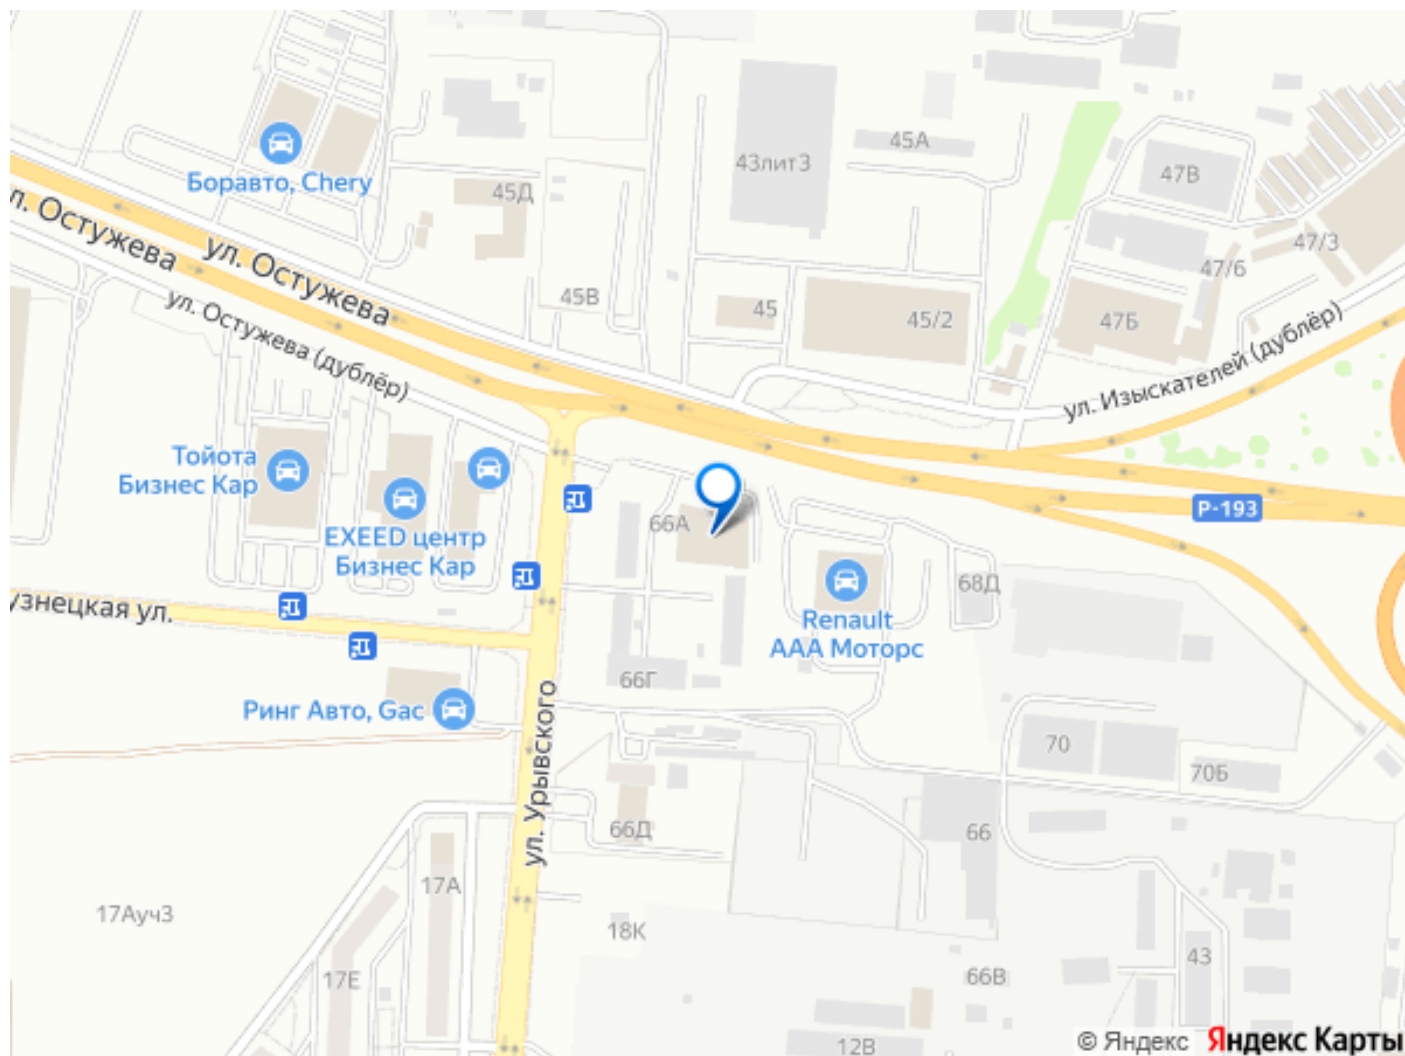 45А
43лит3
47В
Боравто, Chery
45Д
л. Остужева
ул. Остужева
47/3
47/6
45В
45
45/2
47Б
ул. Остужева (дублёр)
ул. Изыскателей (дублёр)
Тойота
Бизнес Кар
Р-193
66А
EXEED центр
Бизнес Кар
68Д
узнецкая ул.
Renault
ААА Моторс
66Г
Ринг Авто, Gac
ул. Урывского
70
70Б
66Д
66
17А
17Ауч3
18К
43
17Е
66В
12В
© Яндекс Яндекс Карты